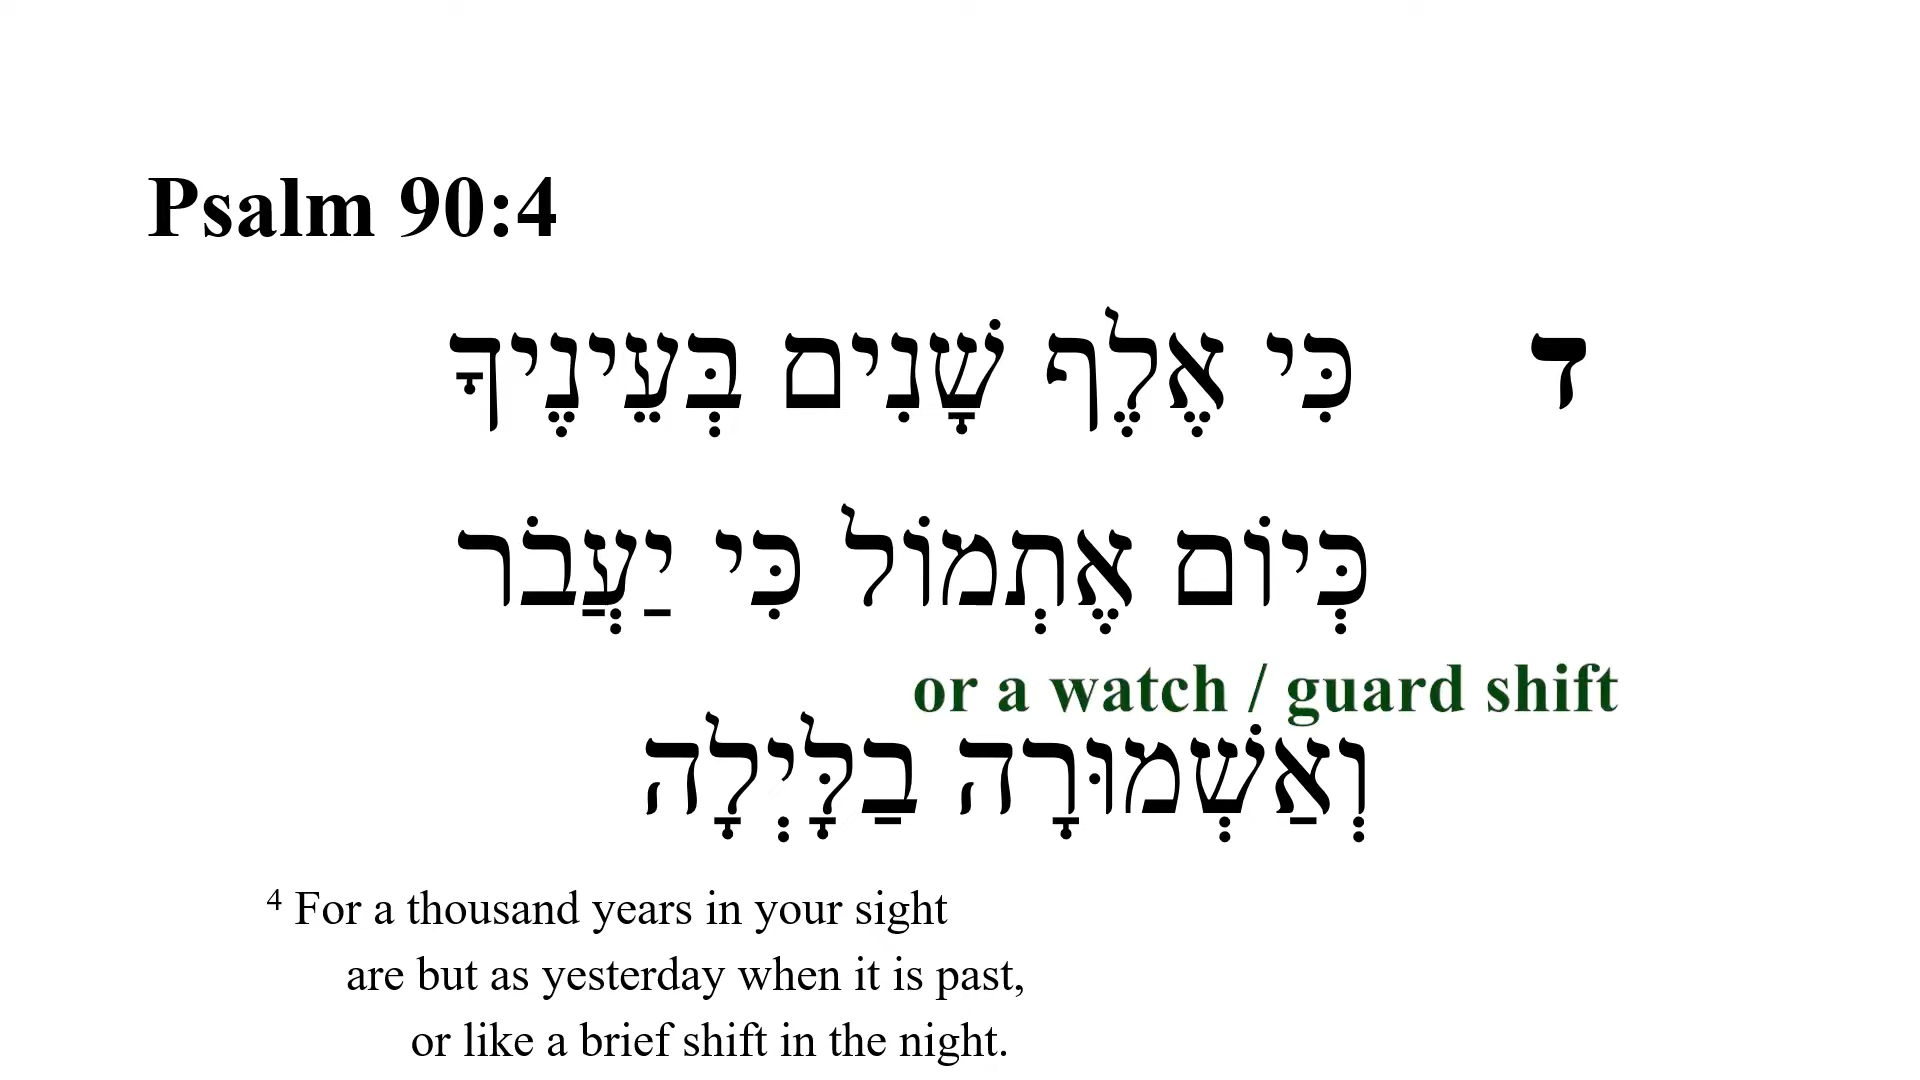 Psalm 90:4
ד כִּי אֶלֶף שָׁנִים בְּעֵינֶיךָ
כְּיוֹם אֶתְמוֹל כִּי יַעֲבֹר
or a watch / guard shift
וְאַשְׁמוּרָה בַלָּיְלָה
4 For a thousand years in your sight
are but as yesterday when it is past,
or like a brief shift in the night.